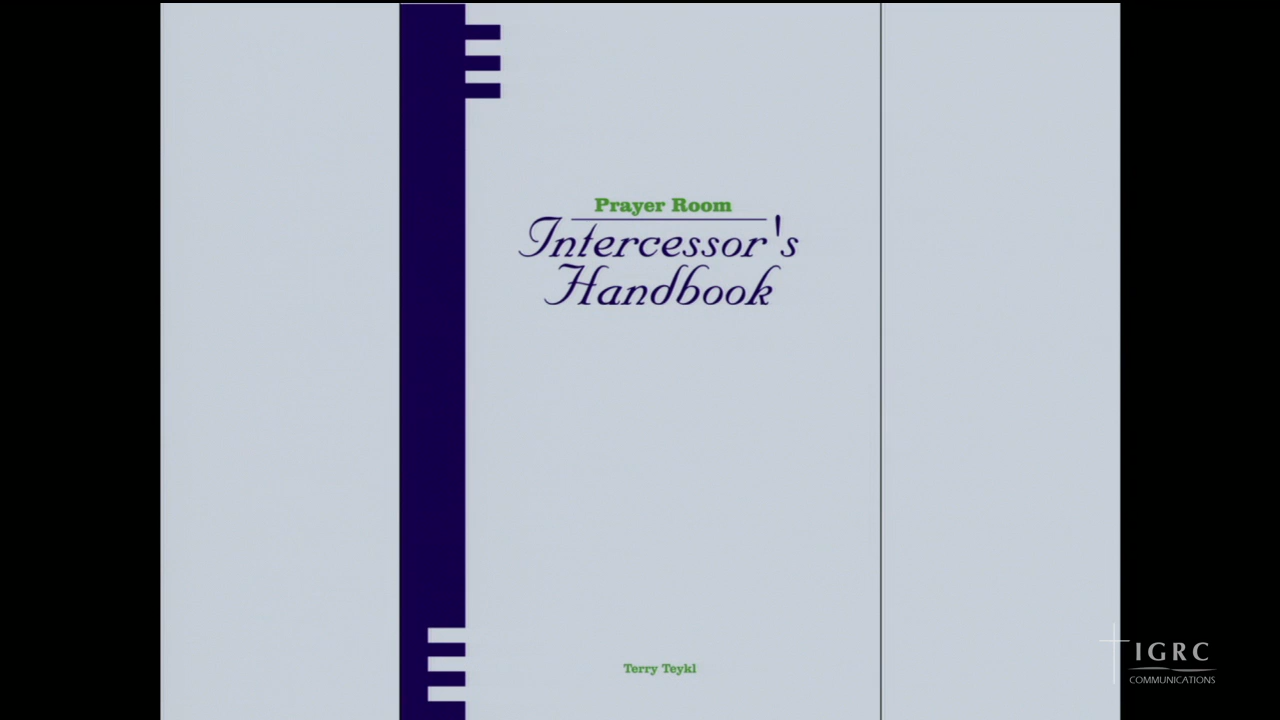 Prayer Room
Intercessor's
Handbook
Terry Teykl
IGRC
COMMUNICATIONS